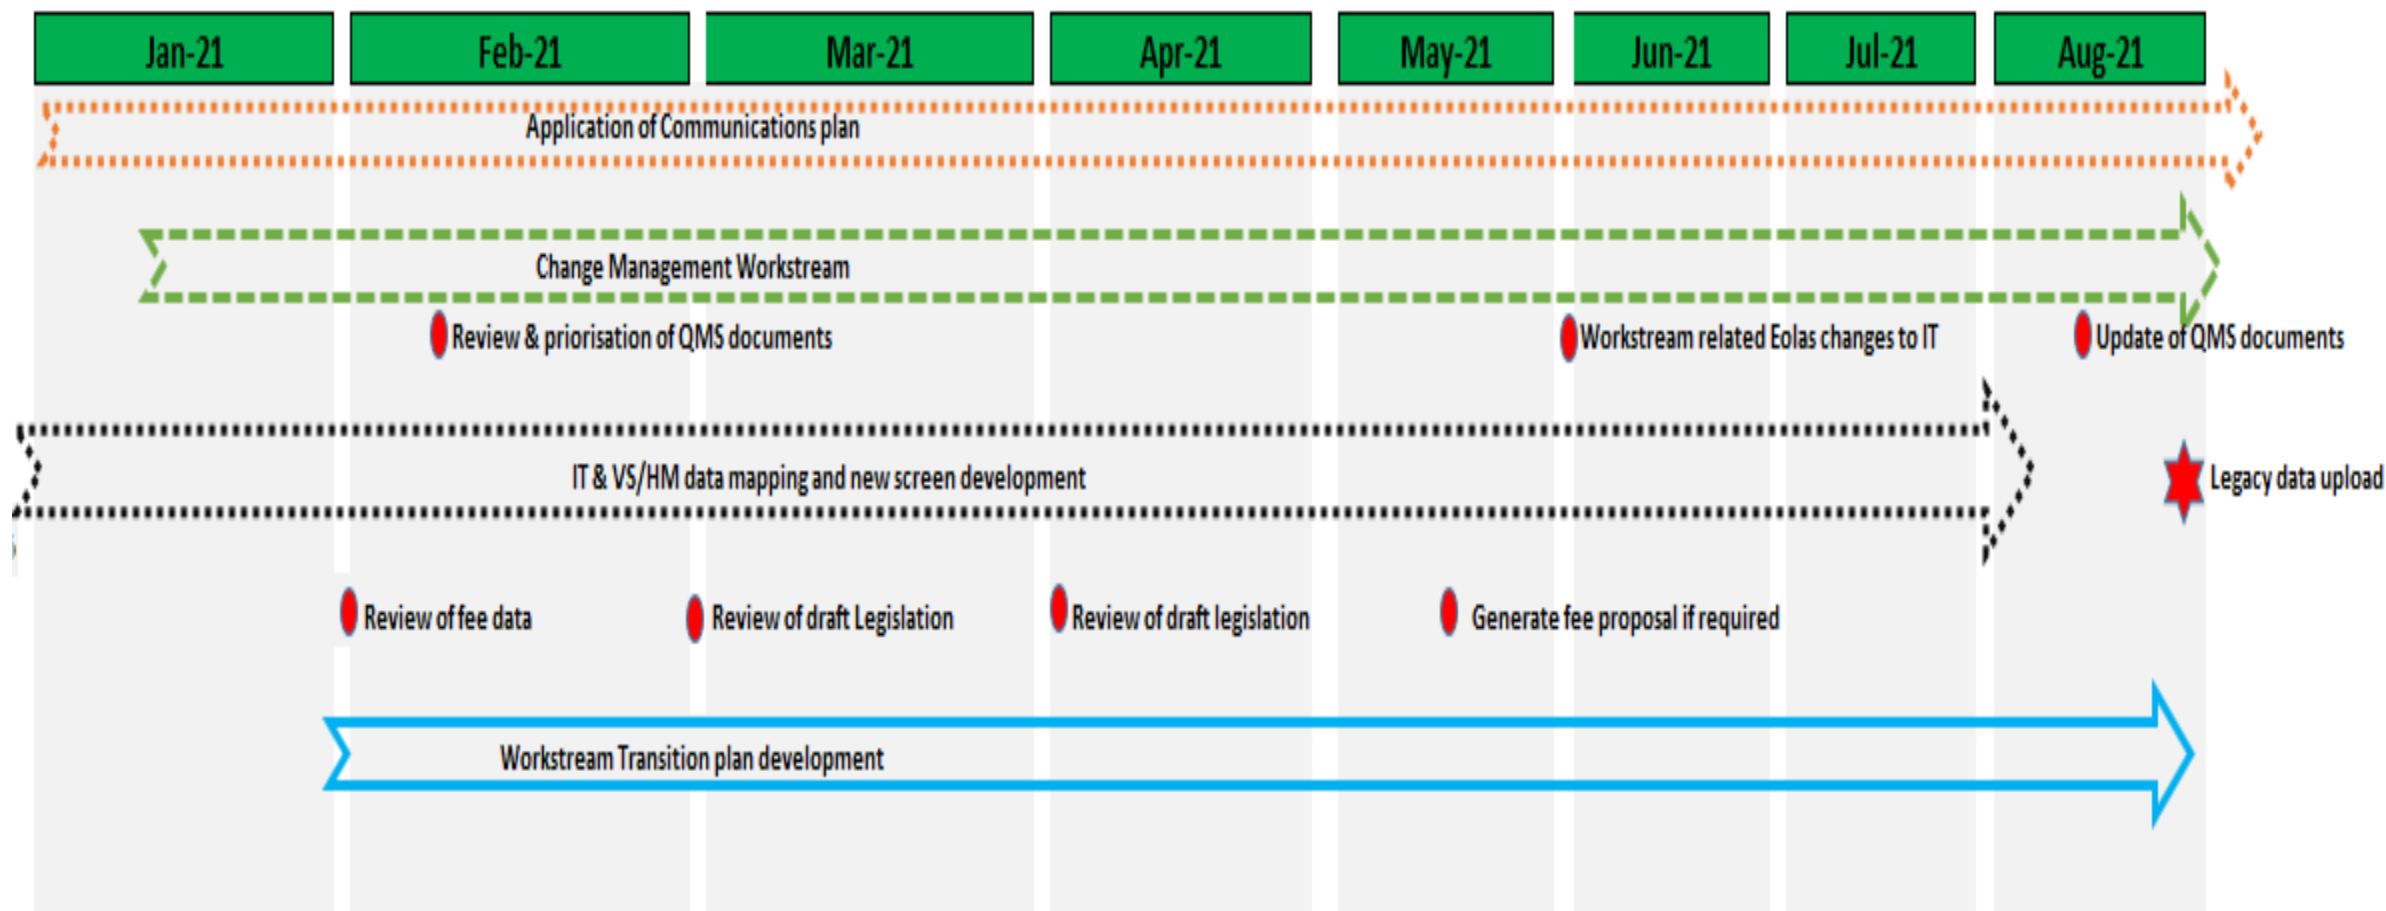 Jan-21 Feb-21 Mar-21 Apr-21 May-21 Jun-21 Jul-21 Aug-21
Application of Communications plan
Change Management Workstream
Review & priorisation of QMS documents Workstream related Eolas changes to IT Update of QMS documents
IT & VS/HM data mapping and new screen development Legacy data upload
Review of fee data Review of draft Legislation Review of draft legislation Generate fee proposal if required
Workstream Transition plan development